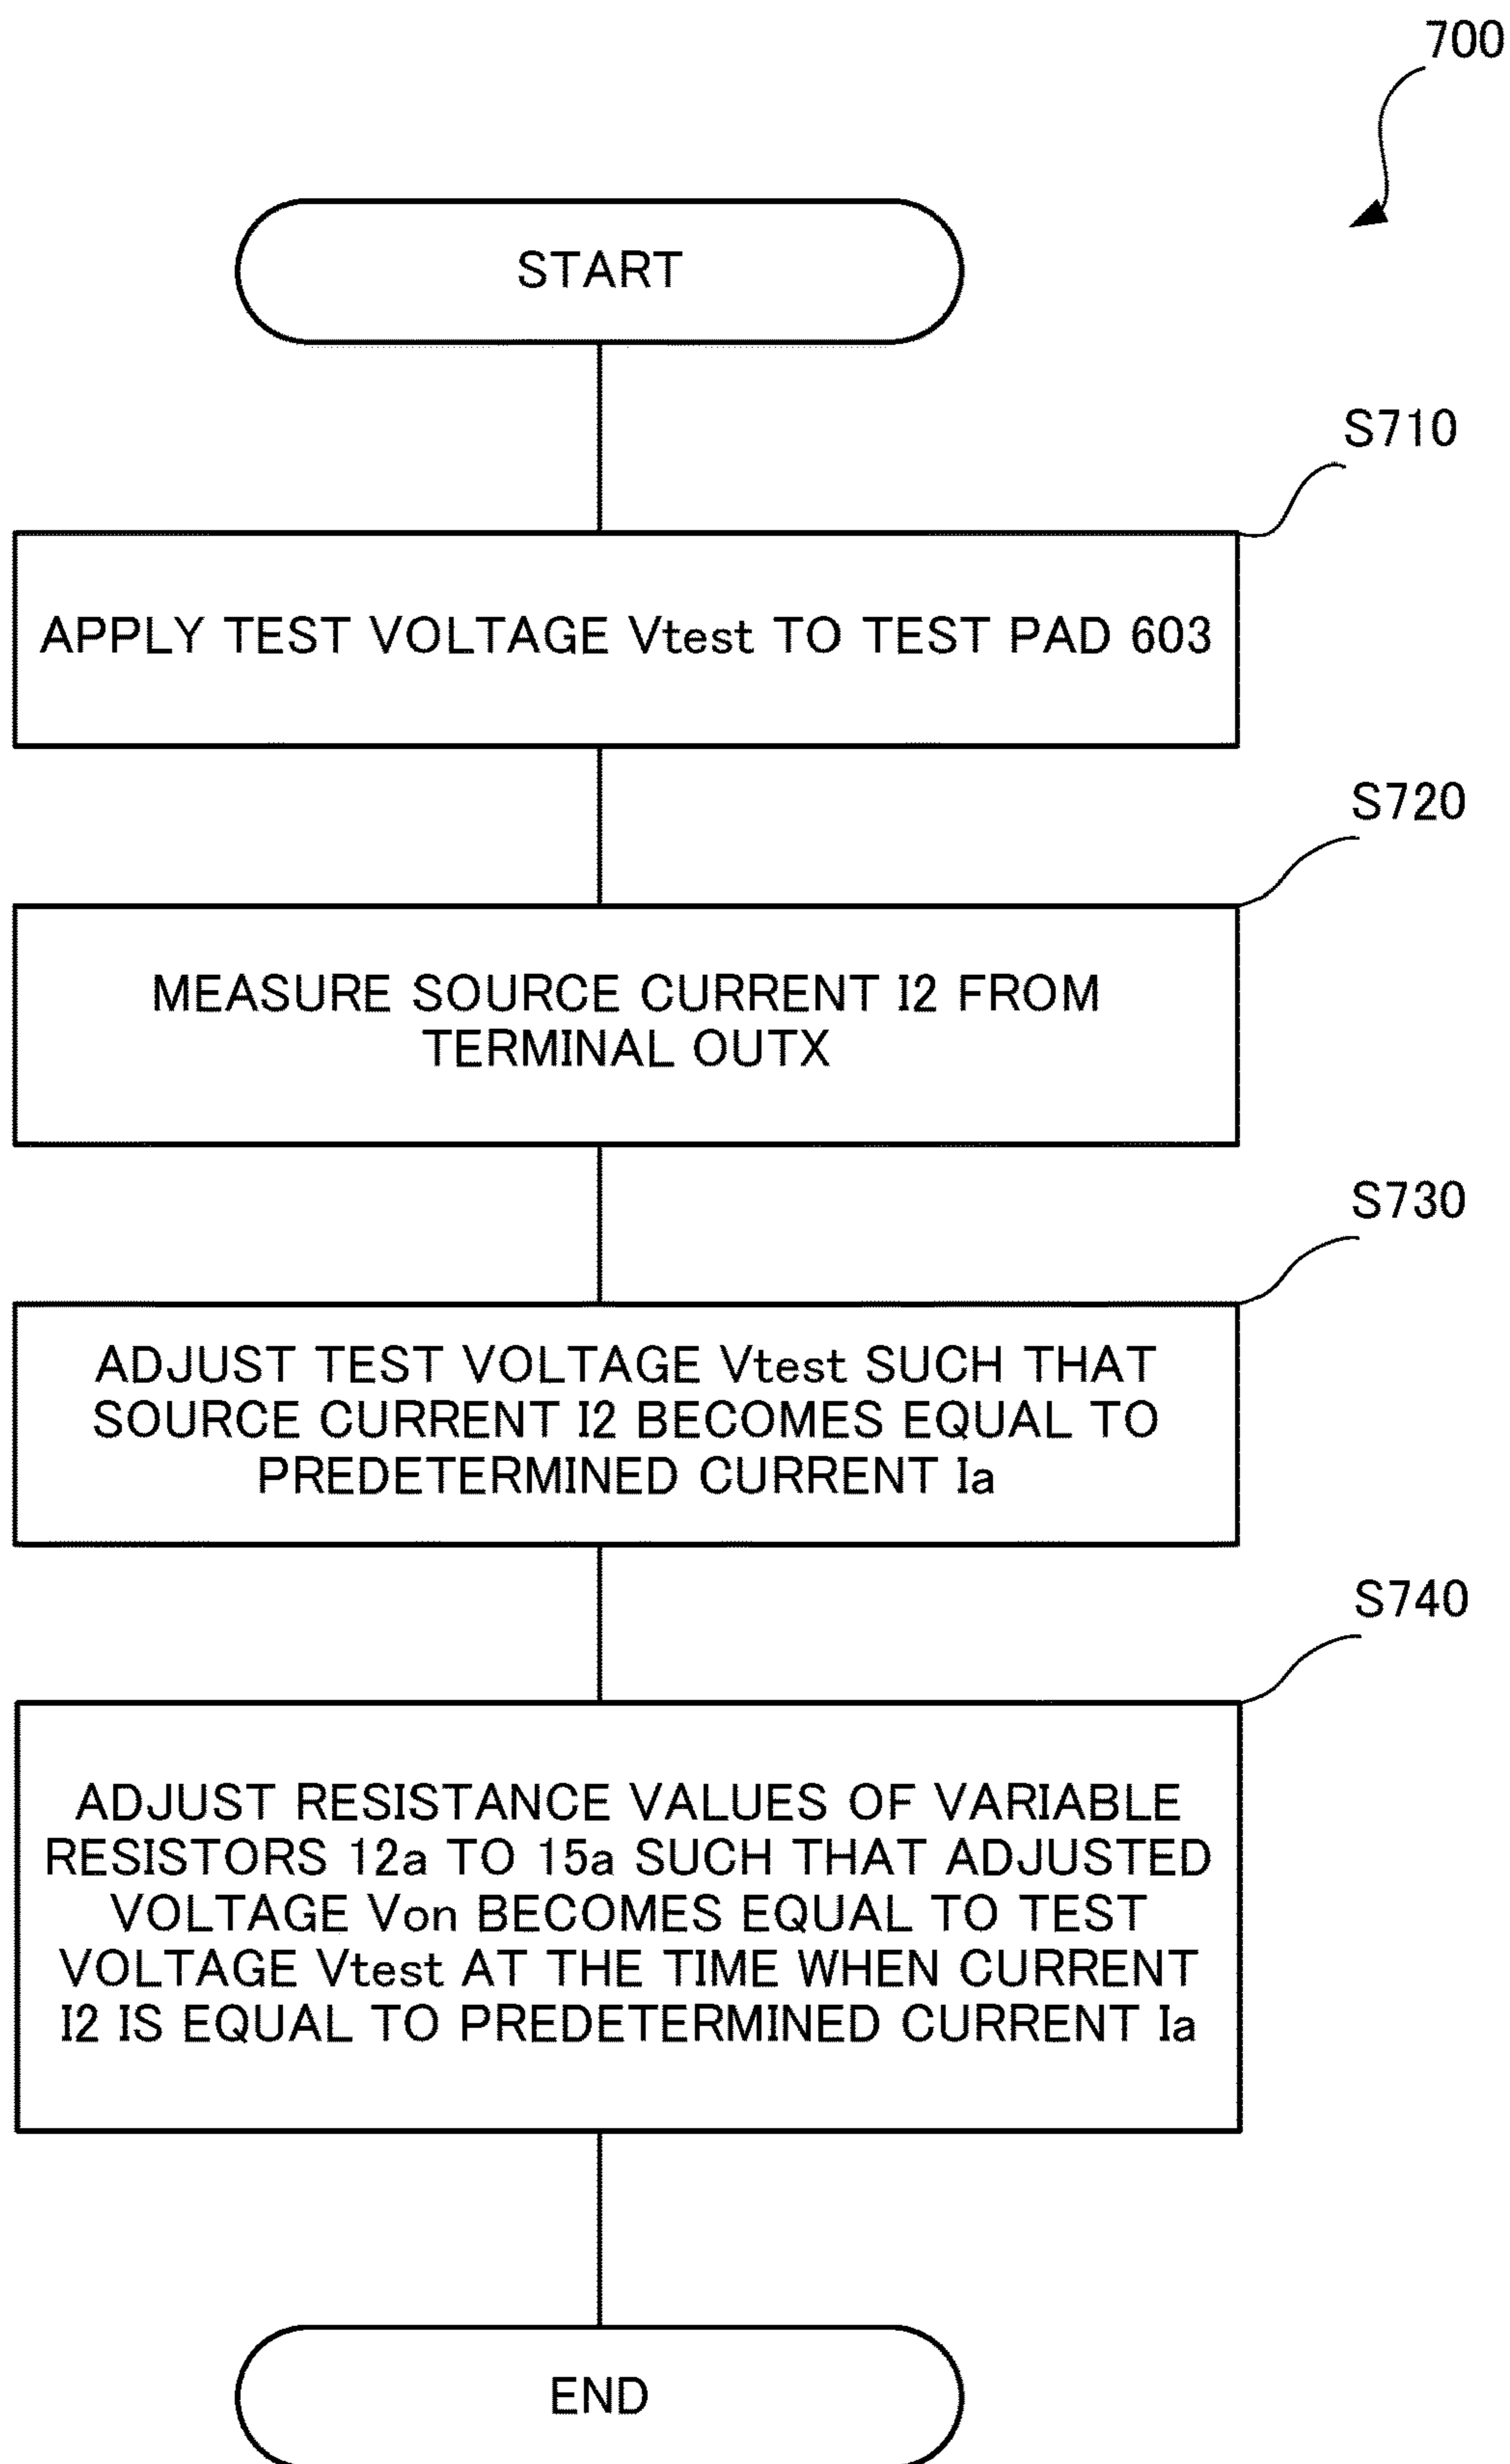 700
START
S710
APPLY TEST VOLTAGE Vtest TO TEST PAD 603
S720
MEASURE SOURCE CURRENT I2 FROM
TERMINAL OUTX
S730
ADJUST TEST VOLTAGE Vtest SUCH THAT
SOURCE CURRENT I2 BECOMES EQUAL TO
PREDETERMINED CURRENT Ia
S740
ADJUST RESISTANCE VALUES OF VARIABLE
RESISTORS 12a TO 15a SUCH THAT ADJUSTED
VOLTAGE Von BECOMES EQUAL TO TEST
VOLTAGE Vtest AT THE TIME WHEN CURRENT
I2 IS EQUAL TO PREDETERMINED CURRENT Ia
END